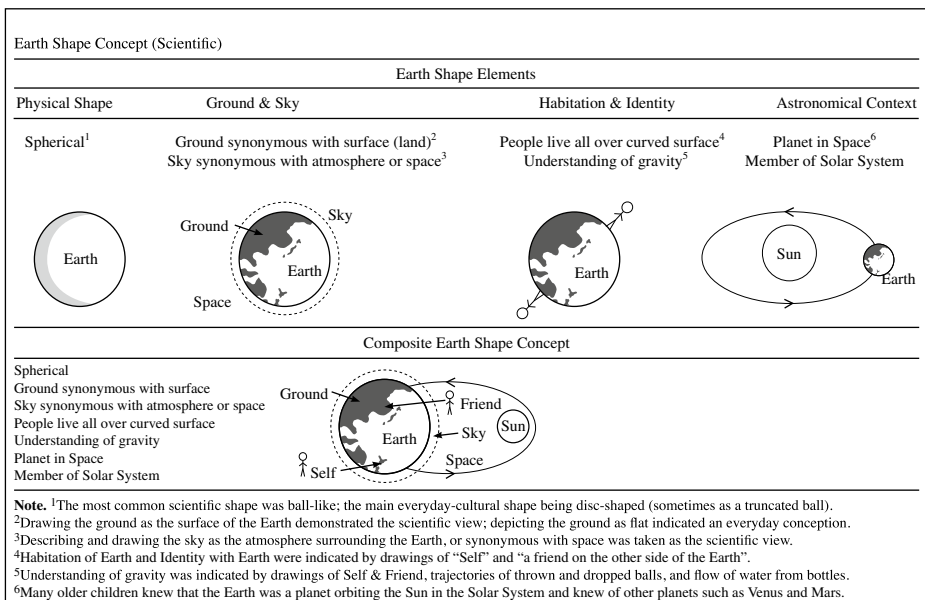 Earth Shape Concept (Scientific)
Earth Shape Elements
Physical Shape Ground & Sky Habitation & Identity Astronomical Context
Spherical¹ Ground synonymous with surface (land)² People live all over curved surface⁴ Planet in Space⁶
Sky synonymous with atmosphere or space³ Understanding of gravity⁵ Member of Solar System
Sky
Ground
Earth Earth Earth Sun
Earth
Space
Composite Earth Shape Concept
Spherical
Ground synonymous with surface
Sky synonymous with atmosphere or space
People live all over curved surface
Understanding of gravity
Planet in Space
Member of Solar System
Ground
Friend
Earth Sky Sun
Space
Self
Note. ¹The most common scientific shape was ball-like; the main everyday-cultural shape being disc-shaped (sometimes as a truncated ball).
²Drawing the ground as the surface of the Earth demonstrated the scientific view; depicting the ground as flat indicated an everyday conception.
³Describing and drawing the sky as the atmosphere surrounding the Earth, or synonymous with space was taken as the scientific view.
⁴Habitation of Earth and Identity with Earth were indicated by drawings of “Self” and “a friend on the other side of the Earth”.
⁵Understanding of gravity was indicated by drawings of Self & Friend, trajectories of thrown and dropped balls, and flow of water from bottles.
⁶Many older children knew that the Earth was a planet orbiting the Sun in the Solar System and knew of other planets such as Venus and Mars.